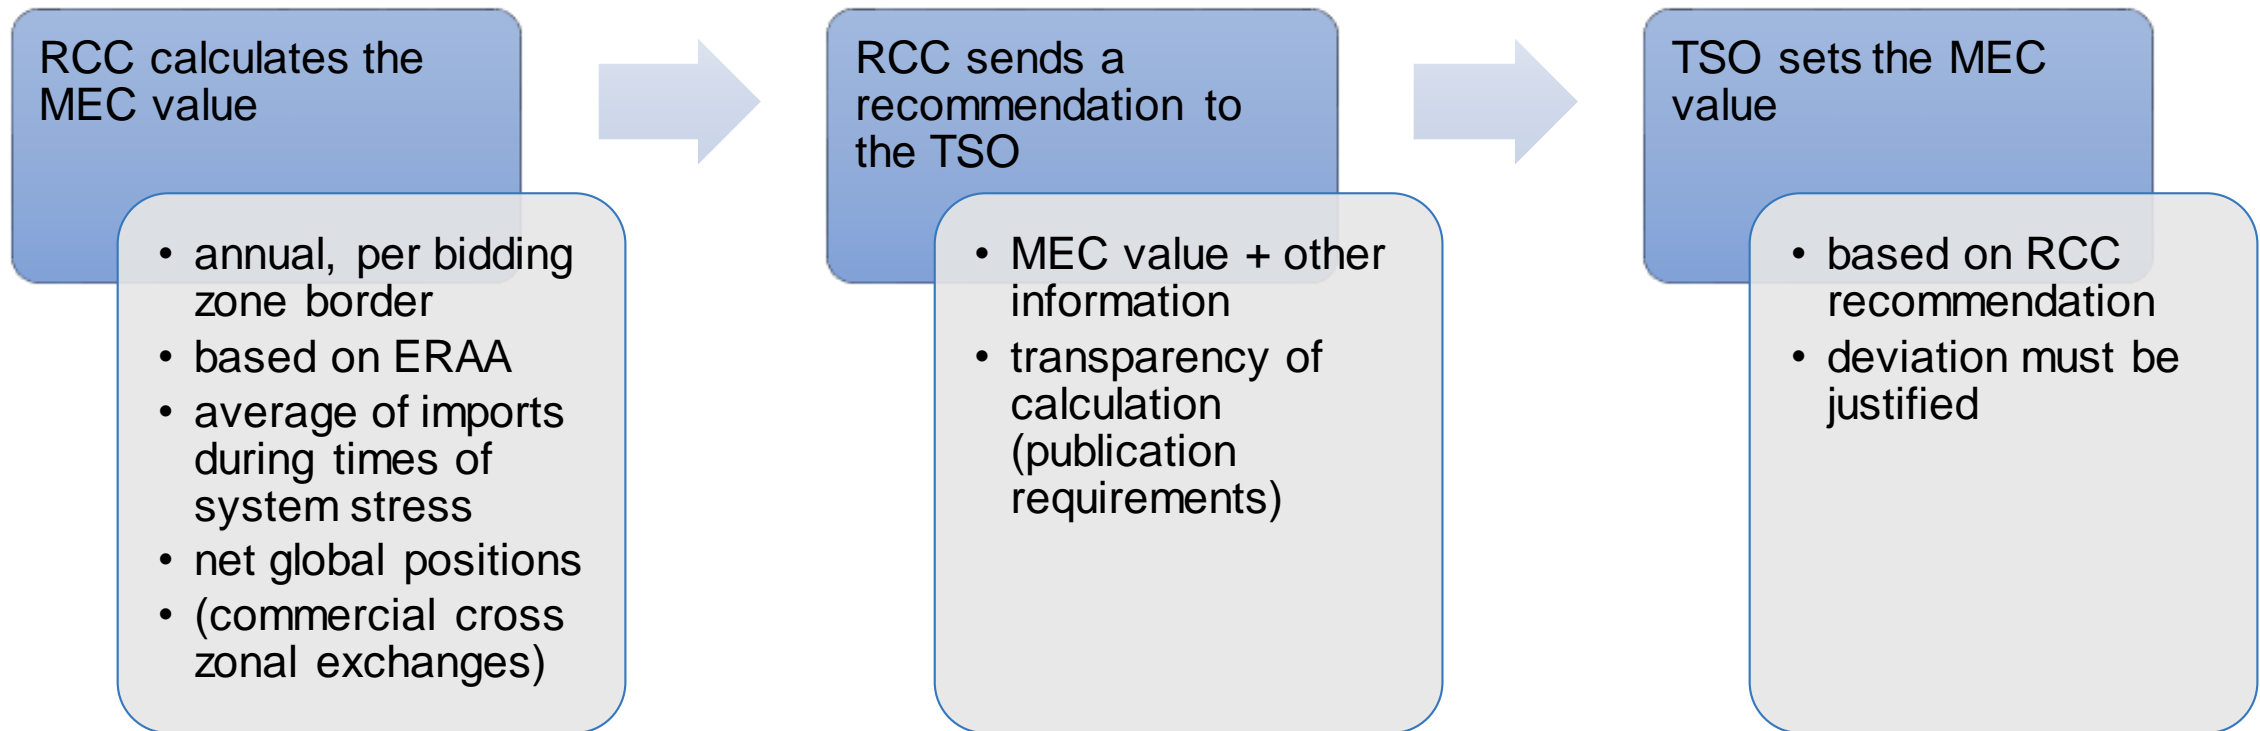 RCC calculates the
MEC value
• annual, per bidding
zone border
• based on ERAA
• average of imports
during times of
system stress
• net global positions
• (commercial cross
zonal exchanges)
RCC sends a
recommendation to
the TSO
• MEC value + other
information
• transparency of
calculation
(publication
requirements)
TSO sets the MEC
value
• based on RCC
recommendation
• deviation must be
justified